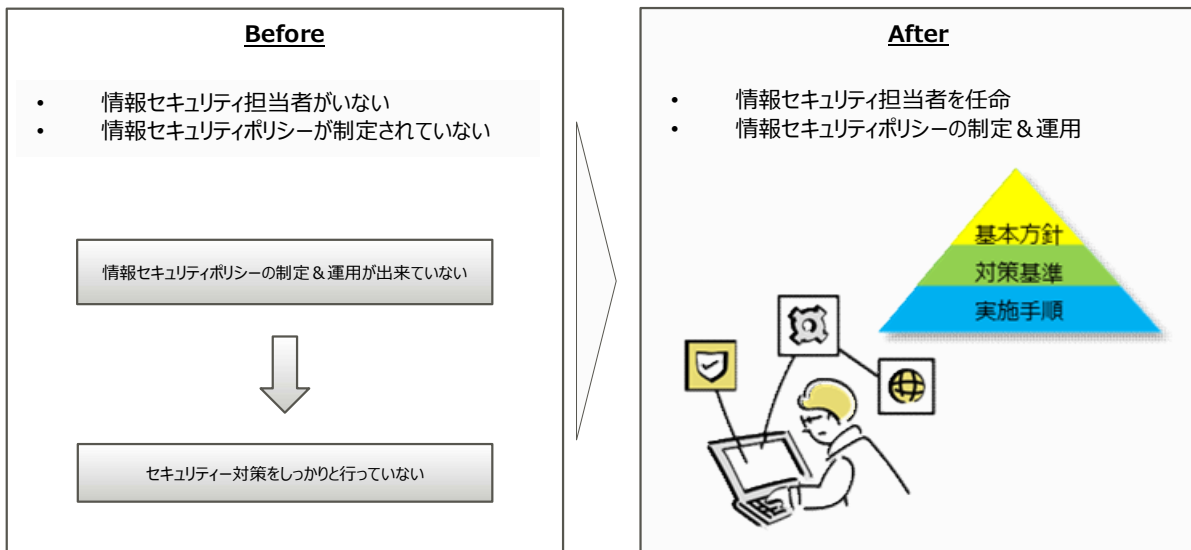 Before
• 情報セキュリティ担当者がいない
• 情報セキュリティポリシーが制定されていない
情報セキュリティポリシーの制定&運用が出来ていない
セキュリティー対策をしっかりと行っていない
After
• 情報セキュリティ担当者を任命
• 情報セキュリティポリシーの制定&運用
基本方針
対策基準
実施手順